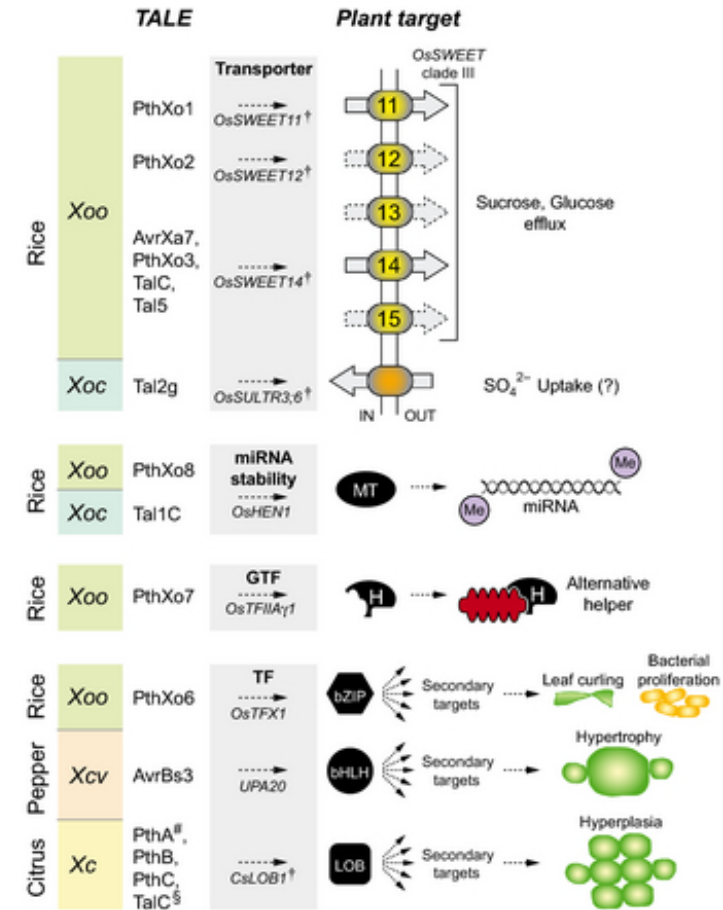 TALE
Plant target
Rice
Xoo
Transporter
OsSWEET
clade III
PthXo1
OsSWEET11†
11
PthXo2
OsSWEET12†
12
13
Sucrose, Glucose
efflux
AvrXa7,
PthXo3,
TalC,
Tal5
OsSWEET14†
14
15
Xoc
Tal2g
OsSULTR3;6†
SO₄²⁻ Uptake (?)
IN
OUT
Rice
Xoo
PthXo8
miRNA
stability
Xoc
Tal1C
OsHEN1
MT
Me
Me
miRNA
Rice
Xoo
PthXo7
GTF
OsTFIIAγ1
H
H
Alternative
helper
Rice
Xoo
PthXo6
TF
OsTFX1
bZIP
Secondary
targets
Leaf curling
Bacterial
proliferation
Pepper
Xcv
AvrBs3
UPA20
bHLH
Secondary
targets
Hypertrophy
Citrus
Xc
PthA#,
PthB,
PthC,
TalC§
CsLOB1†
LOB
Secondary
targets
Hyperplasia